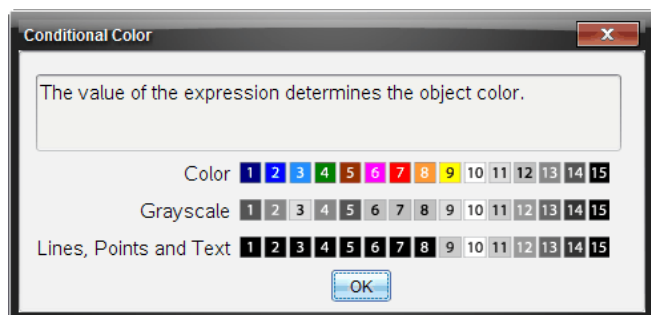 Conditional Color
The value of the expression determines the object color.
Color 1 2 3 4 5 6 7 8 9 10 11 12 13 14 15
Grayscale 1 2 3 4 5 6 7 8 9 10 11 12 13 14 15
Lines, Points and Text 1 2 3 4 5 6 7 8 9 10 11 12 13 14 15
OK